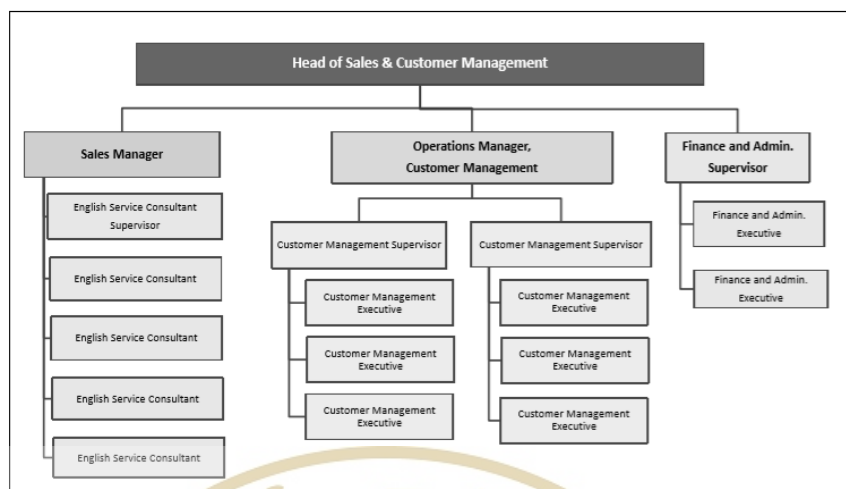 Head of Sales & Customer Management
Sales Manager
Operations Manager,
Customer Management
Finance and Admin.
Supervisor
English Service Consultant
Supervisor
English Service Consultant
English Service Consultant
English Service Consultant
English Service Consultant
Customer Management Supervisor
Customer Management
Executive
Customer Management
Executive
Customer Management
Executive
Customer Management Supervisor
Customer Management
Executive
Customer Management
Executive
Customer Management
Executive
Finance and Admin.
Executive
Finance and Admin.
Executive